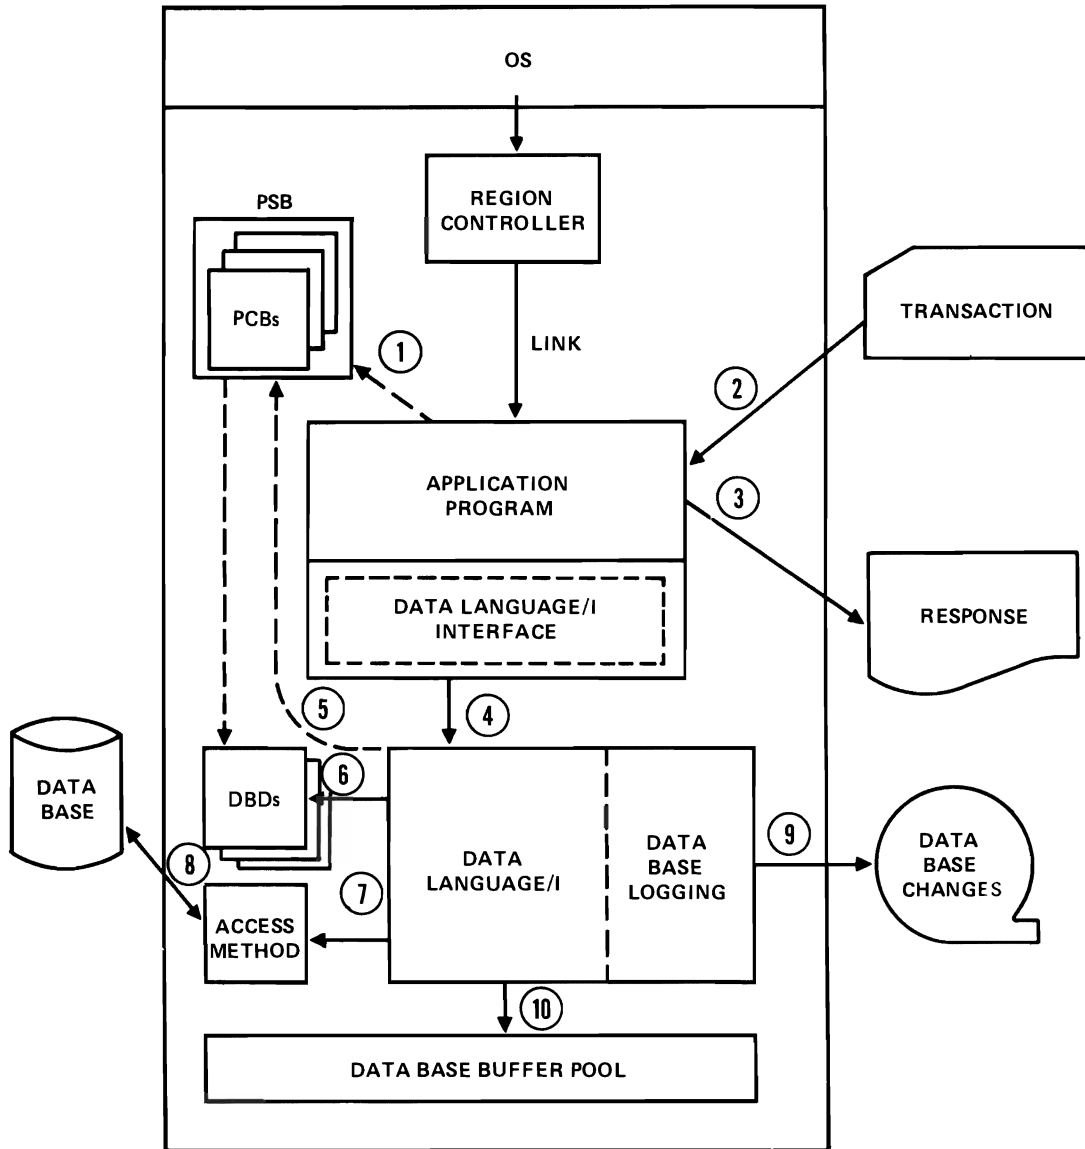 OS
REGION
CONTROLLER
PSB
PCBs
TRANSACTION
1
LINK
2
APPLICATION
PROGRAM
3
DATA LANGUAGE/I
INTERFACE
RESPONSE
5
4
DATA
BASE
DBDs
6
8
7
DATA
LANGUAGE/I
DATA
BASE
LOGGING
9
DATA
BASE
CHANGES
ACCESS
METHOD
10
DATA BASE BUFFER POOL